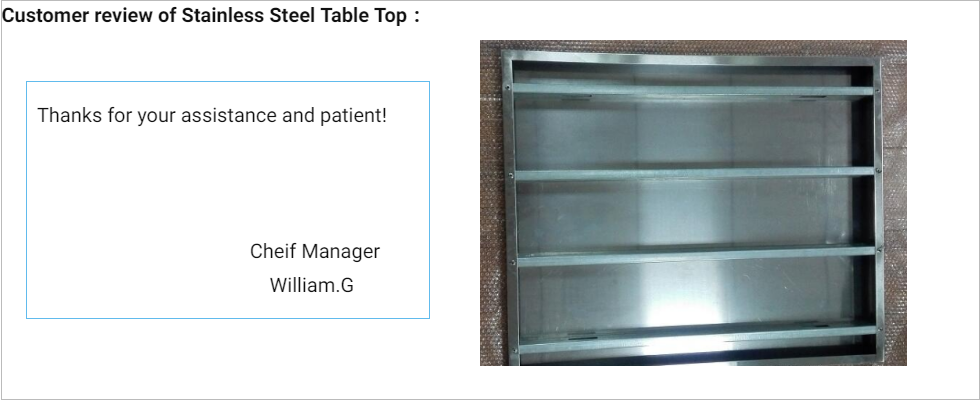 Customer review of Stainless Steel Table Top：
Thanks for your assistance and patient!
Cheif Manager
William.G